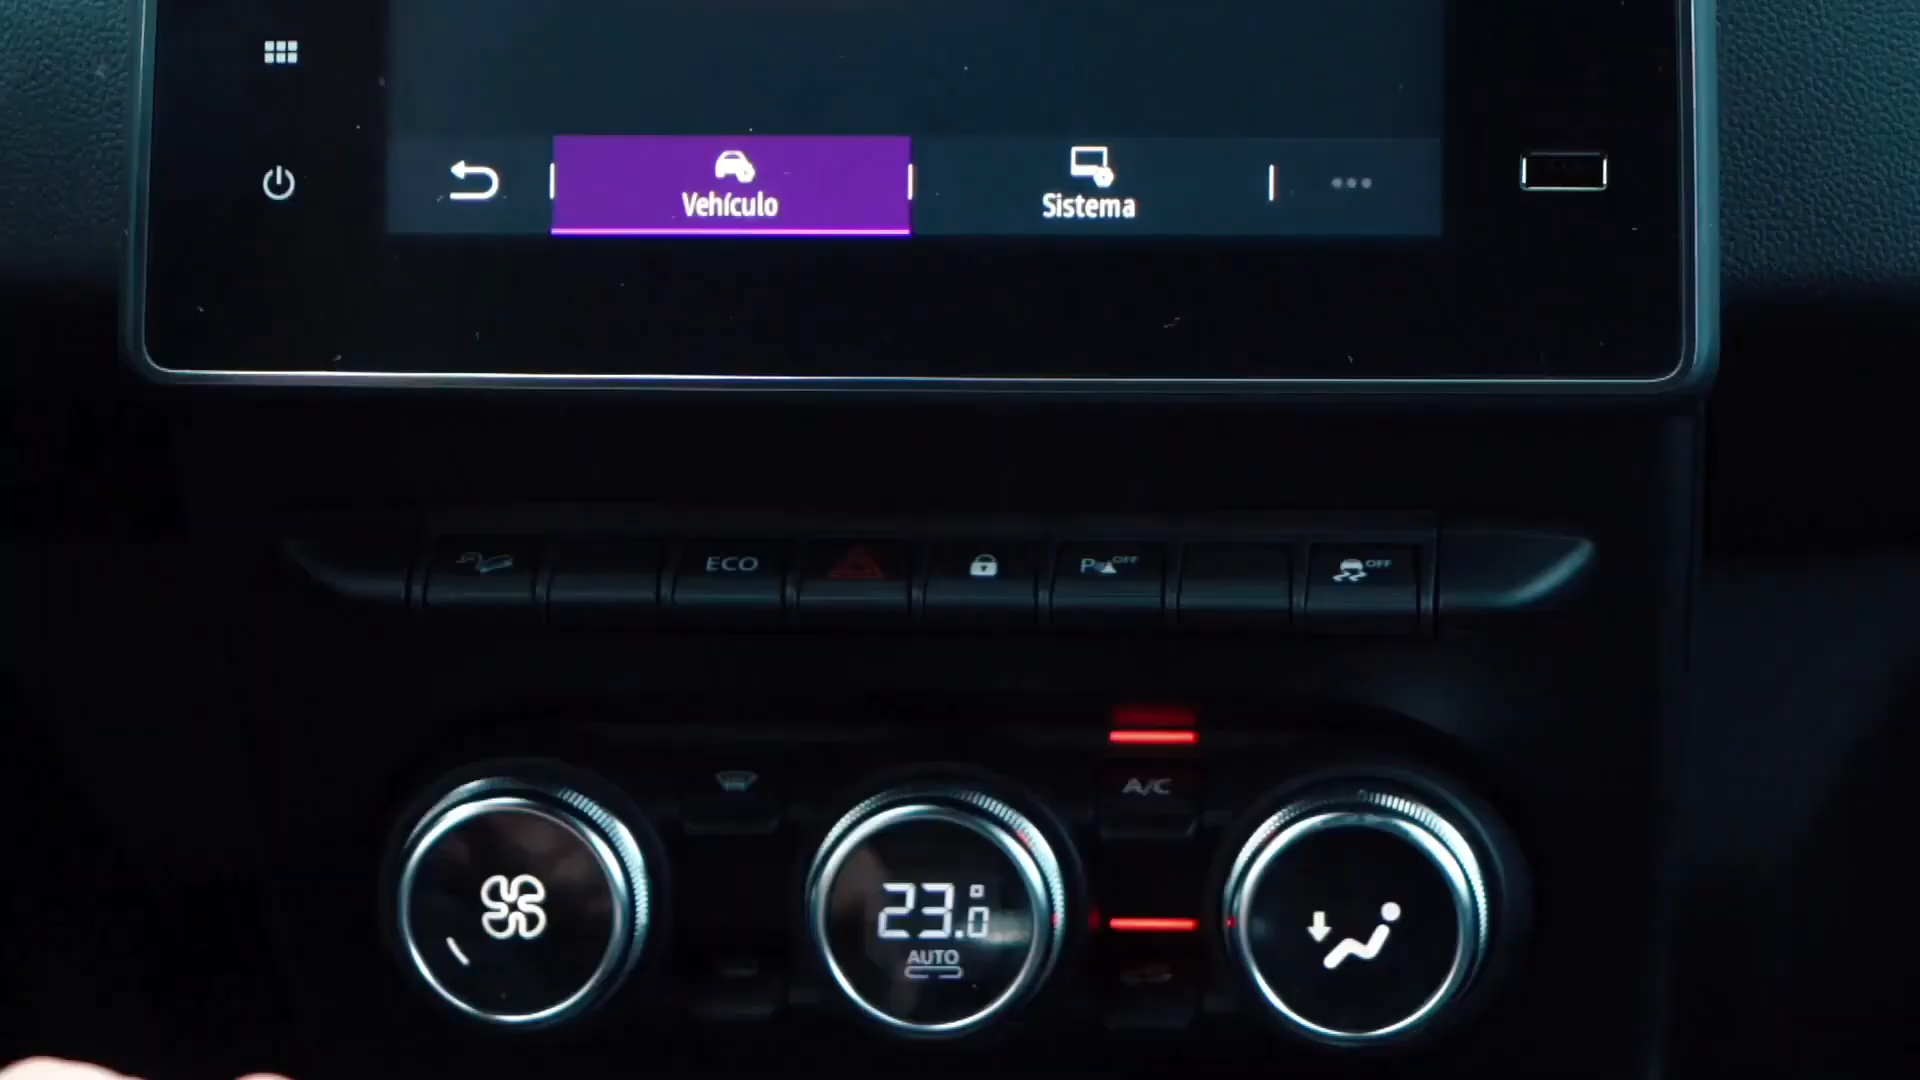 Vehículo
Sistema
ECO
P OFF
OFF
A/C
23.0°
AUTO